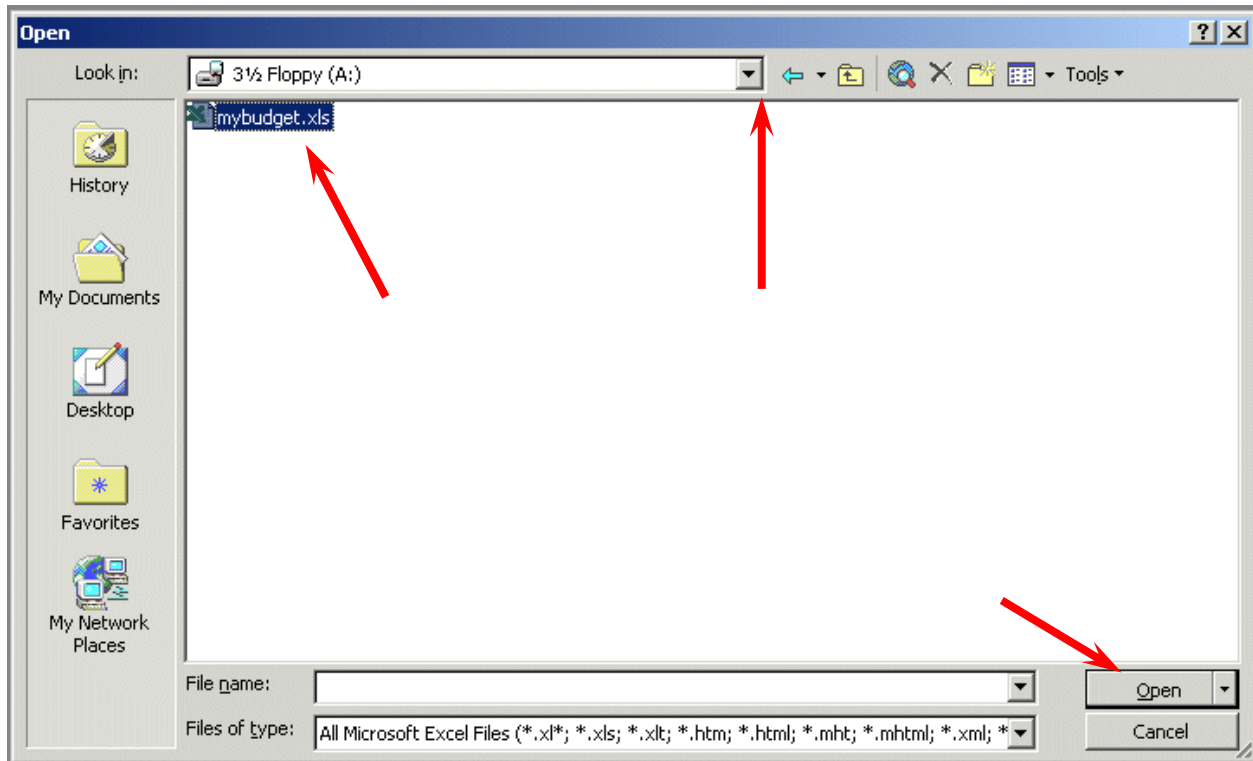 Open
Look in:
3½ Floppy (A:)
Tools
mybudget.xls
History
My Documents
Desktop
Favorites
My Network
Places
File name:
Open
Files of type:
All Microsoft Excel Files (*.xl*; *.xls; *.xlt; *.htm; *.html; *.mht; *.mhtml; *.xml; *
Cancel